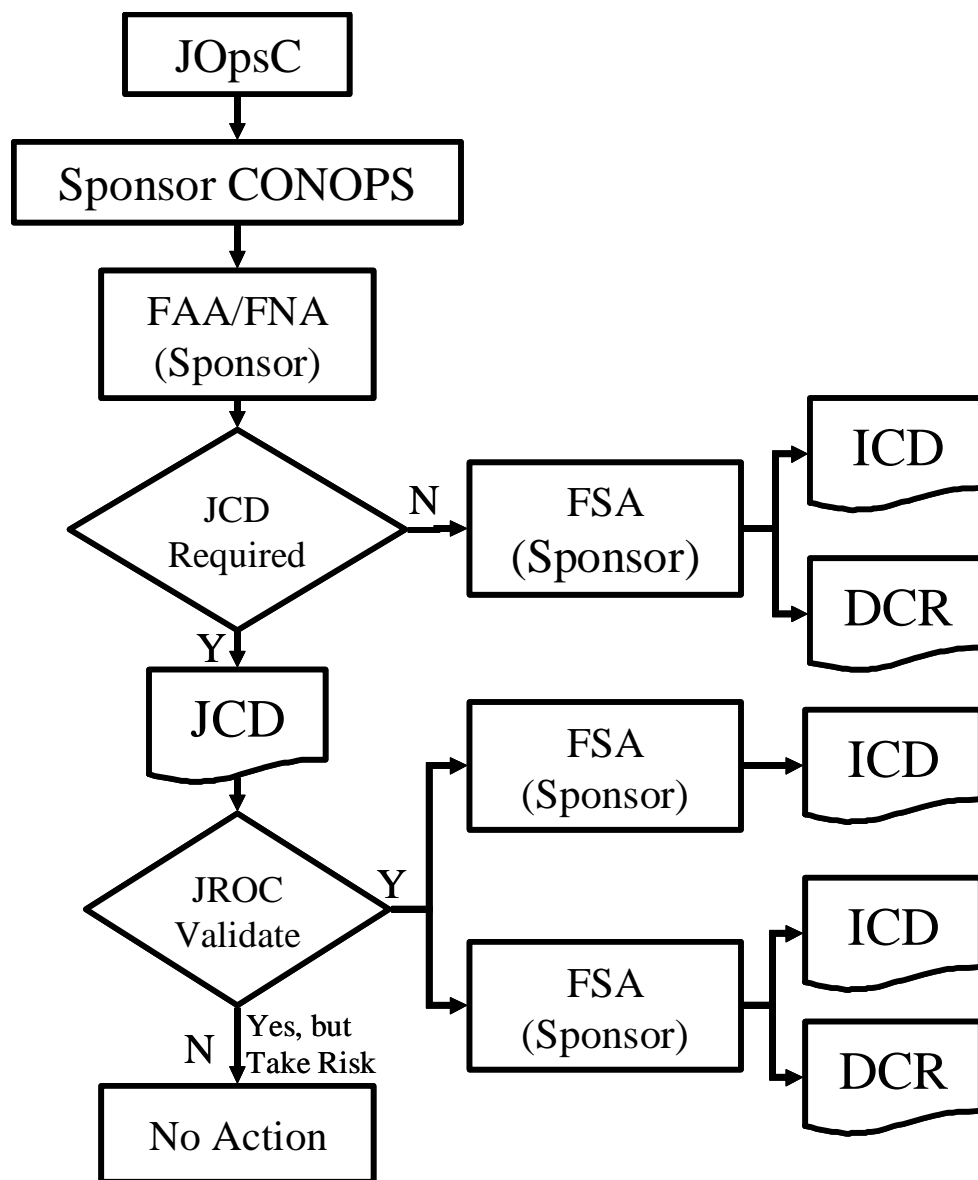 JOpsC
Sponsor CONOPS
FAA/FNA
(Sponsor)
JCD
Required
N
FSA
(Sponsor)
ICD
DCR
Y
JCD
JROC
Validate
Y
FSA
(Sponsor)
ICD
FSA
(Sponsor)
ICD
DCR
N
Yes, but
Take Risk
No Action